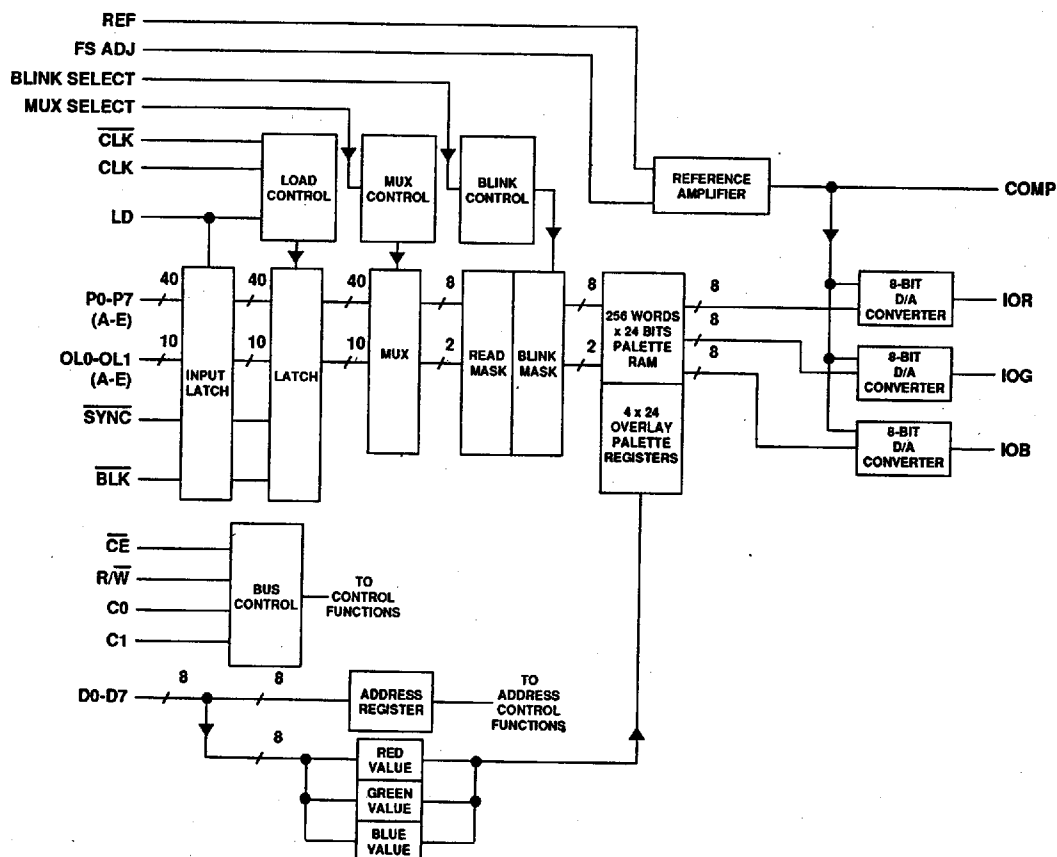 REF
FS ADJ
BLINK SELECT
MUX SELECT
CLK
CLK
LD
LOAD
CONTROL
MUX
CONTROL
BLINK
CONTROL
REFERENCE
AMPLIFIER
COMP
40
40
40
8
8
8
P0-P7
(A-E)
10
10
10
2
2
8
8
OL0-OL1
(A-E)
INPUT
LATCH
LATCH
MUX
READ
MASK
BLINK
MASK
256 WORDS
x 24 BITS
PALETTE
RAM
4 x 24
OVERLAY
PALETTE
REGISTERS
8-BIT
D/A
CONVERTER
IOR
8-BIT
D/A
CONVERTER
IOG
8-BIT
D/A
CONVERTER
IOB
SYNC
BLK
CE
R/W
C0
C1
BUS
CONTROL
TO
CONTROL
FUNCTIONS
D0-D7
8
8
ADDRESS
REGISTER
TO
ADDRESS
CONTROL
FUNCTIONS
8
RED
VALUE
GREEN
VALUE
BLUE
VALUE